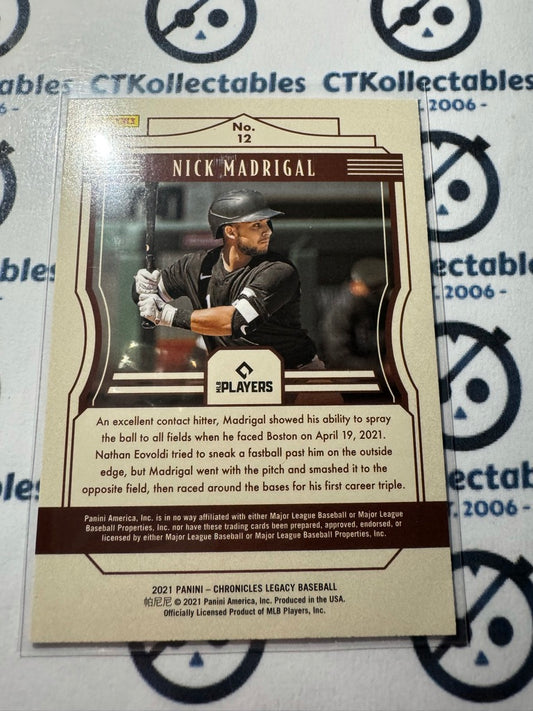 CTKollectables CTKollectables
2006 -
No.
12
NICK MADRIGAL
ectables
2006 -
MLB PLAYERS
An excellent contact hitter, Madrigal showed his ability to spray
the ball to all fields when he faced Boston on April 19, 2021.
Nathan Eovoldi tried to sneak a fastball past him on the outside
edge, but Madrigal went with the pitch and smashed it to the
opposite field, then raced around the bases for his first career triple.
Panini America, Inc. is in no way affiliated with either Major League Baseball or Major League
Baseball Properties, Inc. nor have these trading cards been prepared, approved, endorsed, or
licensed by either Major League Baseball or Major League Baseball Properties, Inc.
2021 PANINI – CHRONICLES LEGACY BASEBALL
帕尼尼 © 2021 Panini America, Inc. Produced in the USA.
Officially Licensed Product of MLB Players, Inc.